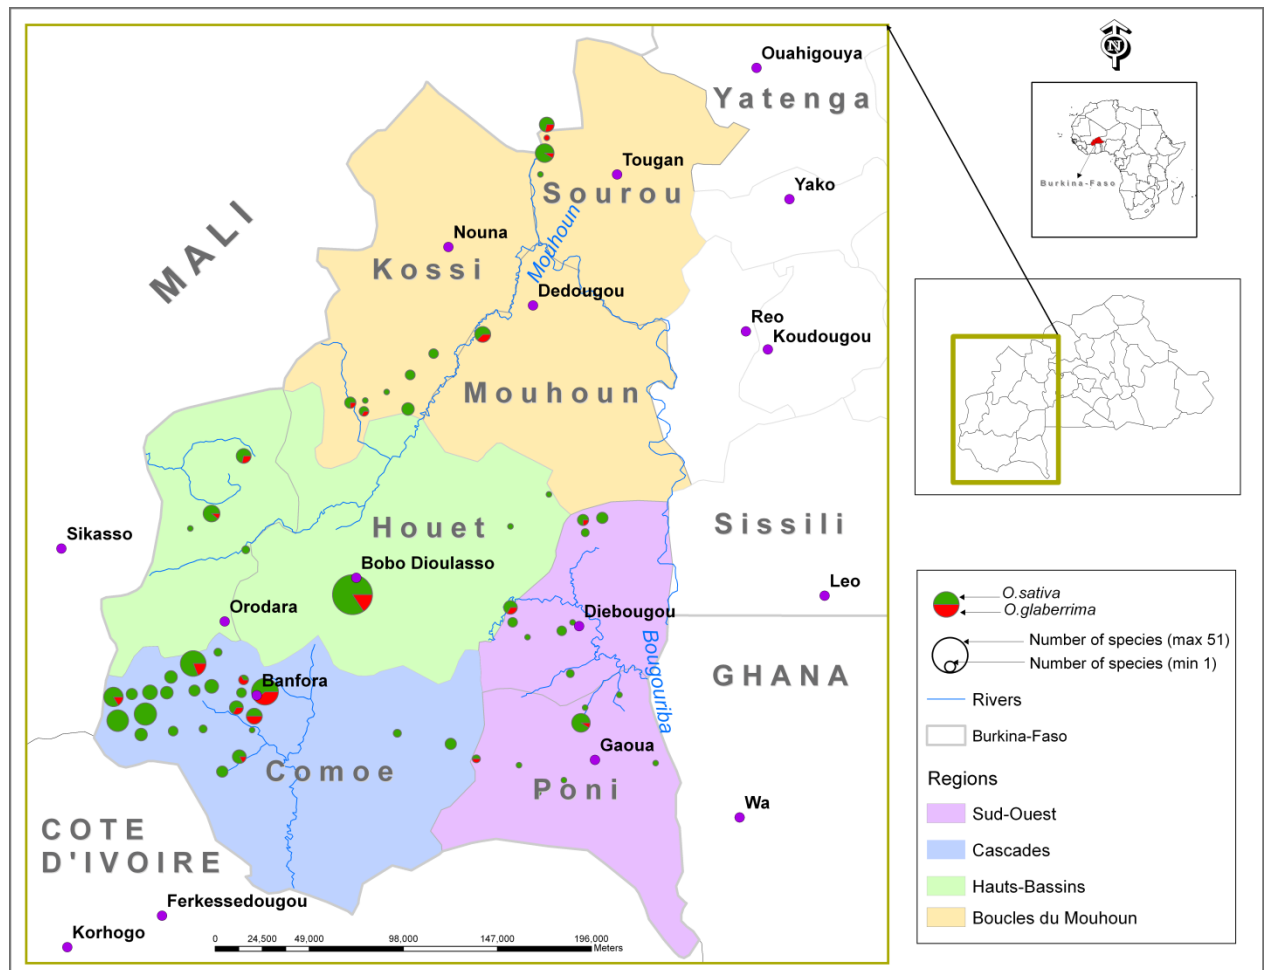 Ouahigouya
Yatenga
N
Burkina-Faso
Tougan
Sourou
Yako
MALI
Nouna
Kossi
Mouhoun
Dedougou
Reo
Koudougou
Mouhoun
Sikasso
Houet
Sissili
Bobo Dioulasso
Leo
Orodara
Diebougou
Bougouriba
GHANA
Banfora
Gaoua
Comoe
Poni
Wa
COTE
D'IVOIRE
Ferkessedougou
Korhogo
0 24,500 49,000 98,000 147,000 196,000
Meters
O.sativa
O.glaberrima
Number of species (max 51)
Number of species (min 1)
Rivers
Burkina-Faso
Regions
Sud-Ouest
Cascades
Hauts-Bassins
Boucles du Mouhoun